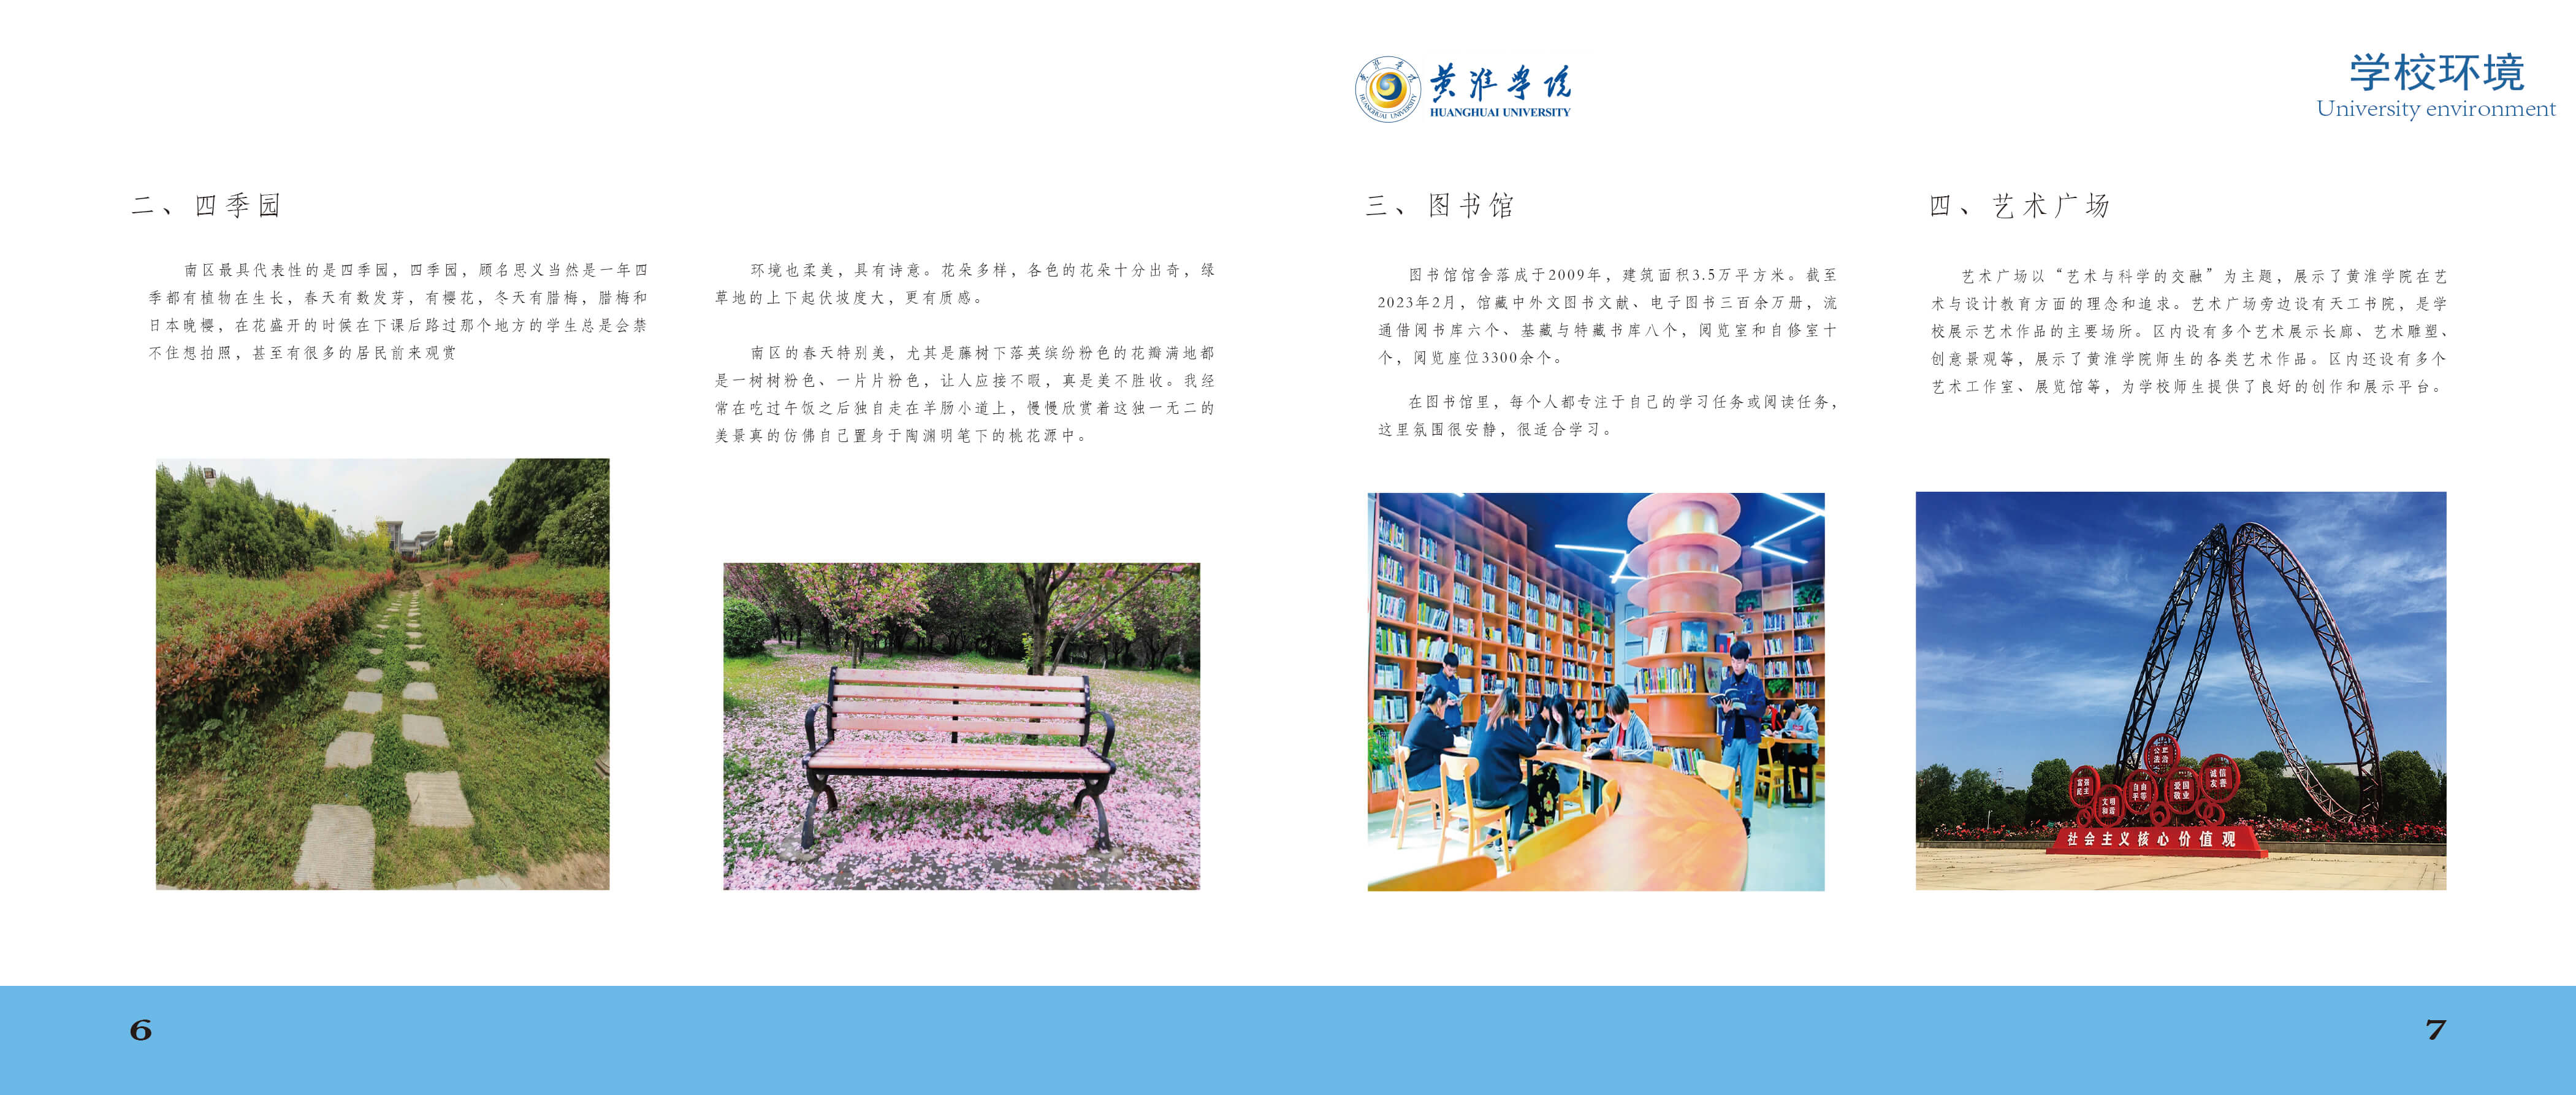 黄淮学院
HUANGHUAI UNIVERSITY
学校环境
University environment
二、四季园
南区最具代表性的是四季园，四季园，顾名思义当然是一年四
季都有植物在生长，春天有数发芽，有樱花，冬天有腊梅，腊梅和
日本晚樱，在花盛开的时候在下课后路过那个地方的学生总是会禁
不住想拍照，甚至有很多的居民前来观赏
环境也柔美，具有诗意。花朵多样，各色的花朵十分出奇，绿
草地的上下起伏坡度大，更有质感。
南区的春天特别美，尤其是藤树下落英缤纷粉色的花瓣满地都
是一树树粉色、一片片粉色，让人应接不暇，真是美不胜收。我经
常在吃过午饭之后独自走在羊肠小道上，慢慢欣赏着这独一无二的
美景真的仿佛自己置身于陶渊明笔下的桃花源中。
三、图书馆
图书馆馆舍落成于2009年，建筑面积3.5万平方米。截至
2023年2月，馆藏中外文图书文献、电子图书三百余万册，流
通借阅书库六个、基藏与特藏书库八个，阅览室和自修室十
个，阅览座位3300余个。
在图书馆里，每个人都专注于自己的学习任务或阅读任务，
这里氛围很安静，很适合学习。
四、艺术广场
艺术广场以“艺术与科学的交融”为主题，展示了黄淮学院在艺
术与设计教育方面的理念和追求。艺术广场旁边设有天工书院，是学
校展示艺术作品的主要场所。区内设有多个艺术展示长廊、艺术雕塑、
创意景观等，展示了黄淮学院师生的各类艺术作品。区内还设有多个
艺术工作室、展览馆等，为学校师生提供了良好的创作和展示平台。
富强
民主
文明
和谐
公正
法治
自由
平等
爱国
敬业
诚信
友善
社会主义核心价值观
6
7